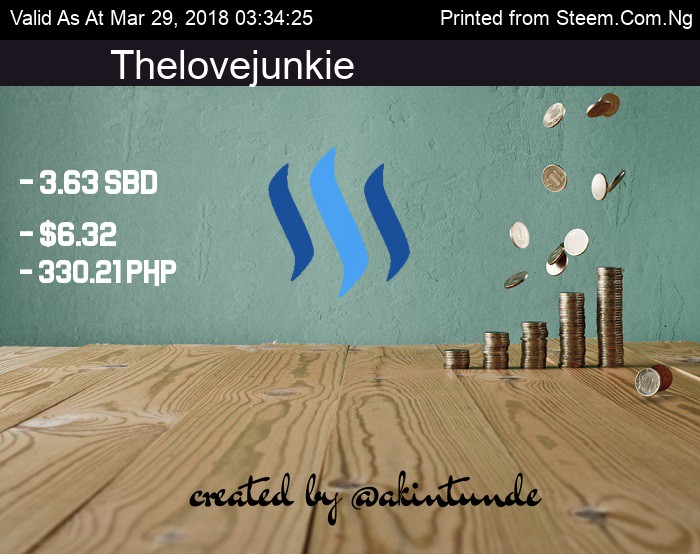 Valid As At Mar 29, 2018 03:34:25 Printed from Steem.Com.Ng
Thelovejunkie
- 3.63 SBD
- $6.32
- 330.21 PHP
created by @akintunde